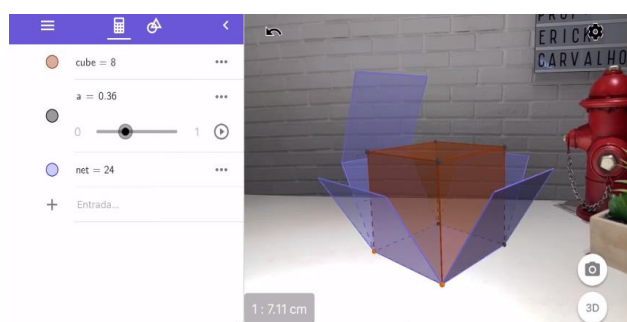 cube = 8
a = 0.36
0
1
net = 24
Entrada...
ERICK
CARVALHO
1 : 7.11 cm
3D